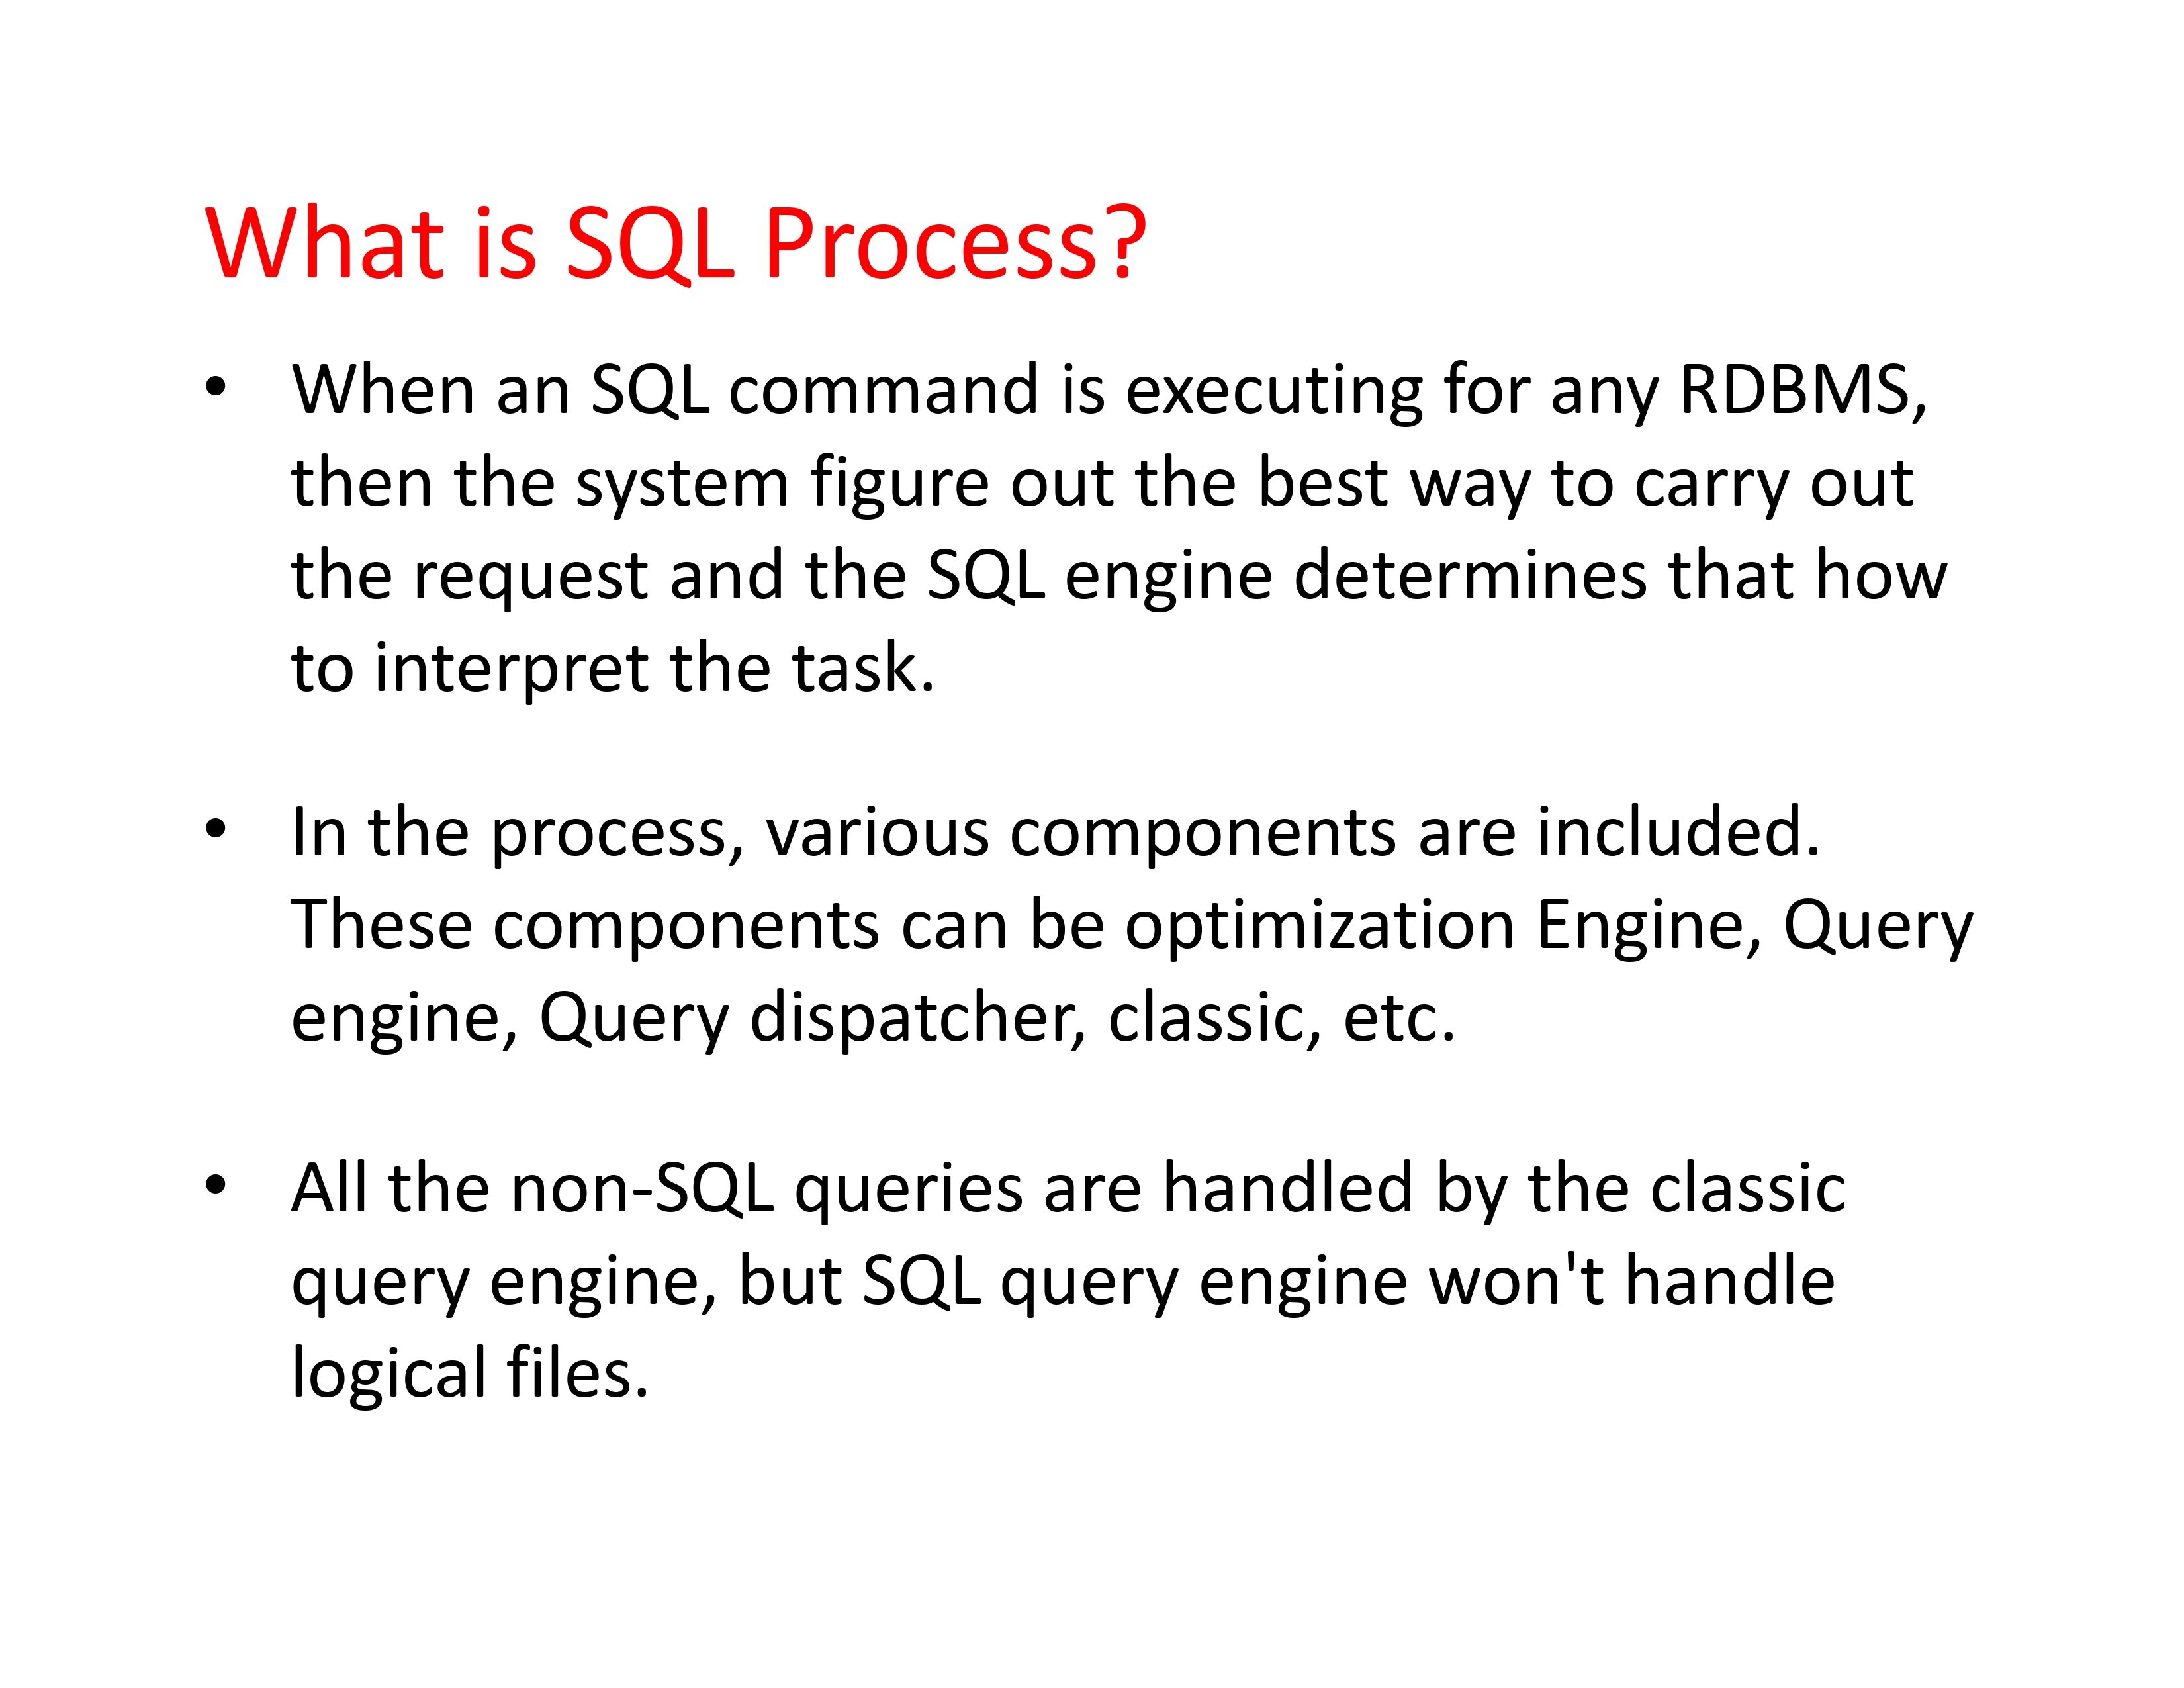 What is SQL Process?
• When an SQL command is executing for any RDBMS,
then the system figure out the best way to carry out
the request and the SQL engine determines that how
to interpret the task.
• In the process, various components are included.
These components can be optimization Engine, Query
engine, Query dispatcher, classic, etc.
• All the non-SQL queries are handled by the classic
query engine, but SQL query engine won't handle
logical files.